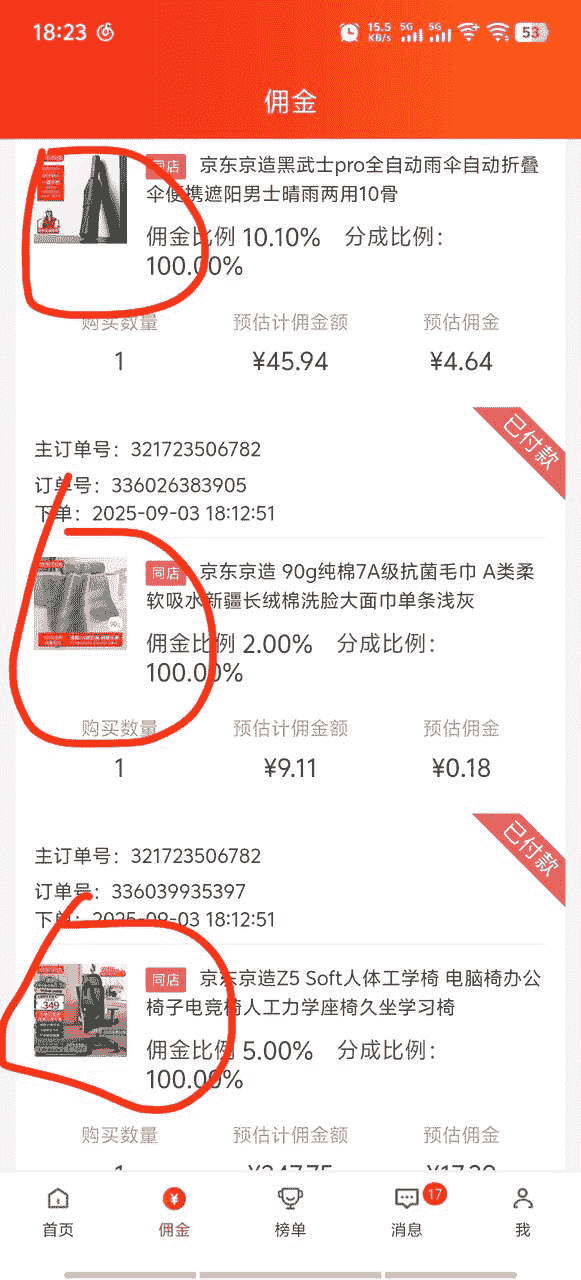 18:23
15.5 KB/s
5G
5G
53
佣金
同店 京东京造黑武士pro全自动雨伞自动折叠
伞便携遮阳男士晴雨两用10骨
佣金比例 10.10% 分成比例:
100.00%
购买数量 预估计佣金额 预估佣金
1 ¥45.94 ¥4.64
已付款
主订单号: 321723506782
订单号: 336026383905
下单: 2025-09-03 18:12:51
同店 京东京造 90g纯棉7A级抗菌毛巾 A类柔
软吸水新疆长绒棉洗脸大面巾单条浅灰
佣金比例 2.00% 分成比例:
100.00%
购买数量 预估计佣金额 预估佣金
1 ¥9.11 ¥0.18
已付款
主订单号: 321723506782
订单号: 336039935397
下单: 2025-09-03 18:12:51
349
同店 京东京造Z5 Soft人体工学椅 电脑椅办公
椅子电竞椅人工力学座椅久坐学习椅
佣金比例 5.00% 分成比例:
100.00%
购买数量 预估计佣金额 预估佣金
17
首页 佣金 榜单 消息 我